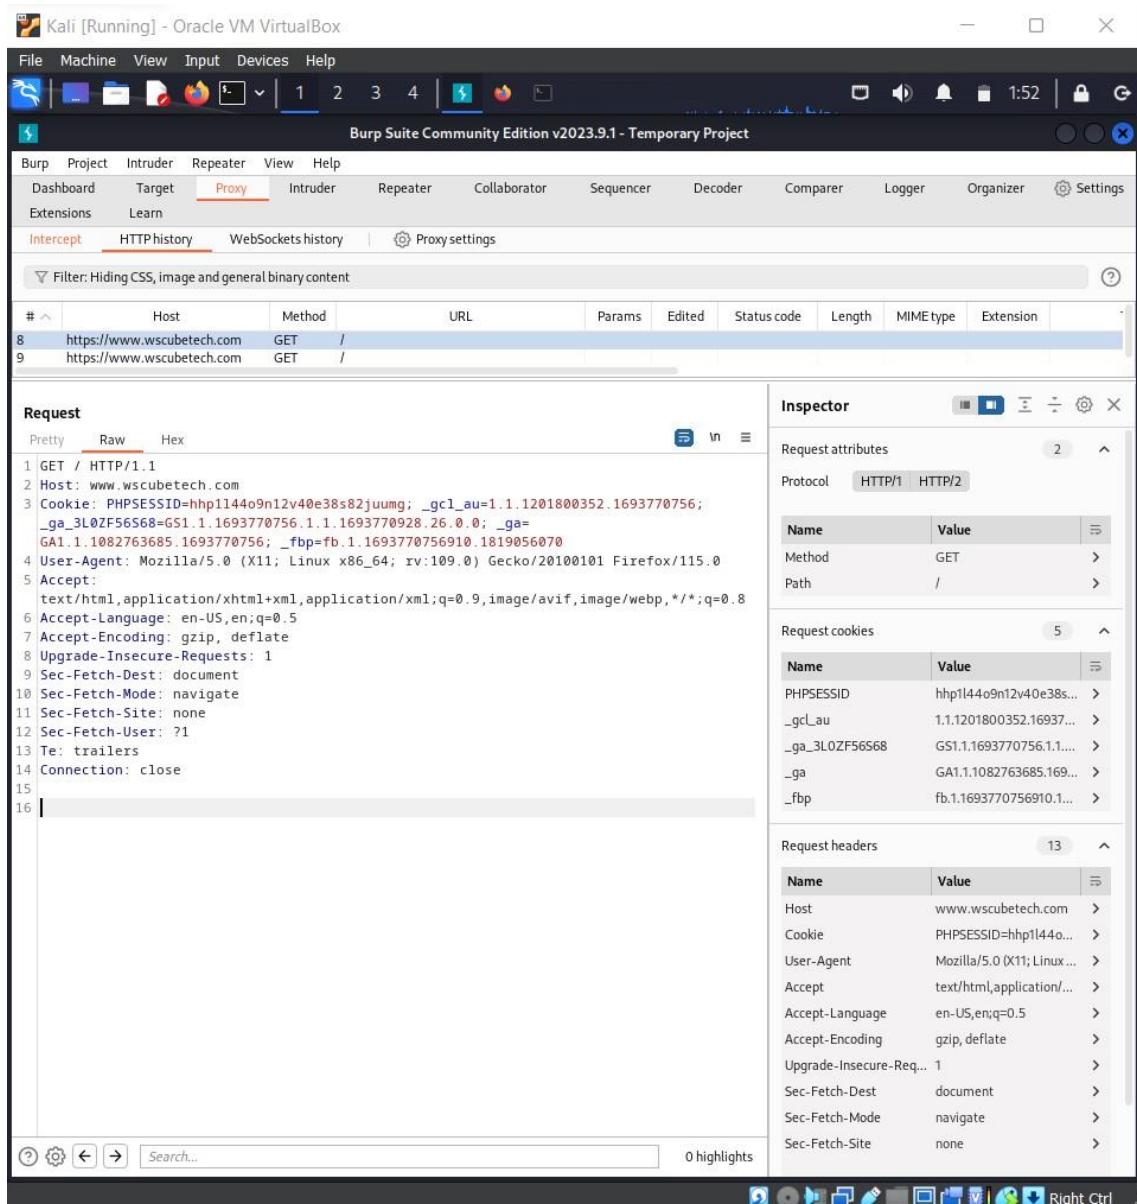 Kali [Running] - Oracle VM VirtualBox
File Machine View Input Devices Help
1 2 3 4 1:52
Burp Suite Community Edition v2023.9.1 - Temporary Project
Burp Project Intruder Repeater View Help
Dashboard Target Proxy Intruder Repeater Collaborator Sequencer Decoder Comparer Logger Organizer Settings
Extensions Learn
Intercept HTTP history WebSockets history Proxy settings
Filter: Hiding CSS, image and general binary content
# Host Method URL Params Edited Status code Length MIME type Extension
8 https://www.wscubetech.com GET /
9 https://www.wscubetech.com GET /
Request
Pretty Raw Hex \n
1 GET / HTTP/1.1
2 Host: www.wscubetech.com
3 Cookie: PHPSESSID=hhp1l44o9n12v40e38s82juumg; _gcl_au=1.1.1201800352.1693770756;
_ga_3L0ZF56S68=GS1.1.1693770756.1.1.1693770928.26.0.0; _ga=
GA1.1.1082763685.1693770756; _fbp=fb.1.1693770756910.1819056070
4 User-Agent: Mozilla/5.0 (X11; Linux x86_64; rv:109.0) Gecko/20100101 Firefox/115.0
5 Accept:
text/html,application/xhtml+xml,application/xml;q=0.9,image/avif,image/webp,*/*;q=0.8
6 Accept-Language: en-US,en;q=0.5
7 Accept-Encoding: gzip, deflate
8 Upgrade-Insecure-Requests: 1
9 Sec-Fetch-Dest: document
10 Sec-Fetch-Mode: navigate
11 Sec-Fetch-Site: none
12 Sec-Fetch-User: ?1
13 Te: trailers
14 Connection: close
15
16
Search...
0 highlights
Inspector
Request attributes 2
Protocol HTTP/1 HTTP/2
Name Value
Method GET
Path /
Request cookies 5
Name Value
PHPSESSID hhp1l44o9n12v40e38s...
_gcl_au 1.1.1201800352.16937...
_ga_3L0ZF56S68 GS1.1.1693770756.1.1....
_ga GA1.1.1082763685.169...
_fbp fb.1.1693770756910.1...
Request headers 13
Name Value
Host www.wscubetech.com
Cookie PHPSESSID=hhp1l44o...
User-Agent Mozilla/5.0 (X11; Linux ...
Accept text/html,application/...
Accept-Language en-US,en;q=0.5
Accept-Encoding gzip, deflate
Upgrade-Insecure-Req... 1
Sec-Fetch-Dest document
Sec-Fetch-Mode navigate
Sec-Fetch-Site none
Right Ctrl